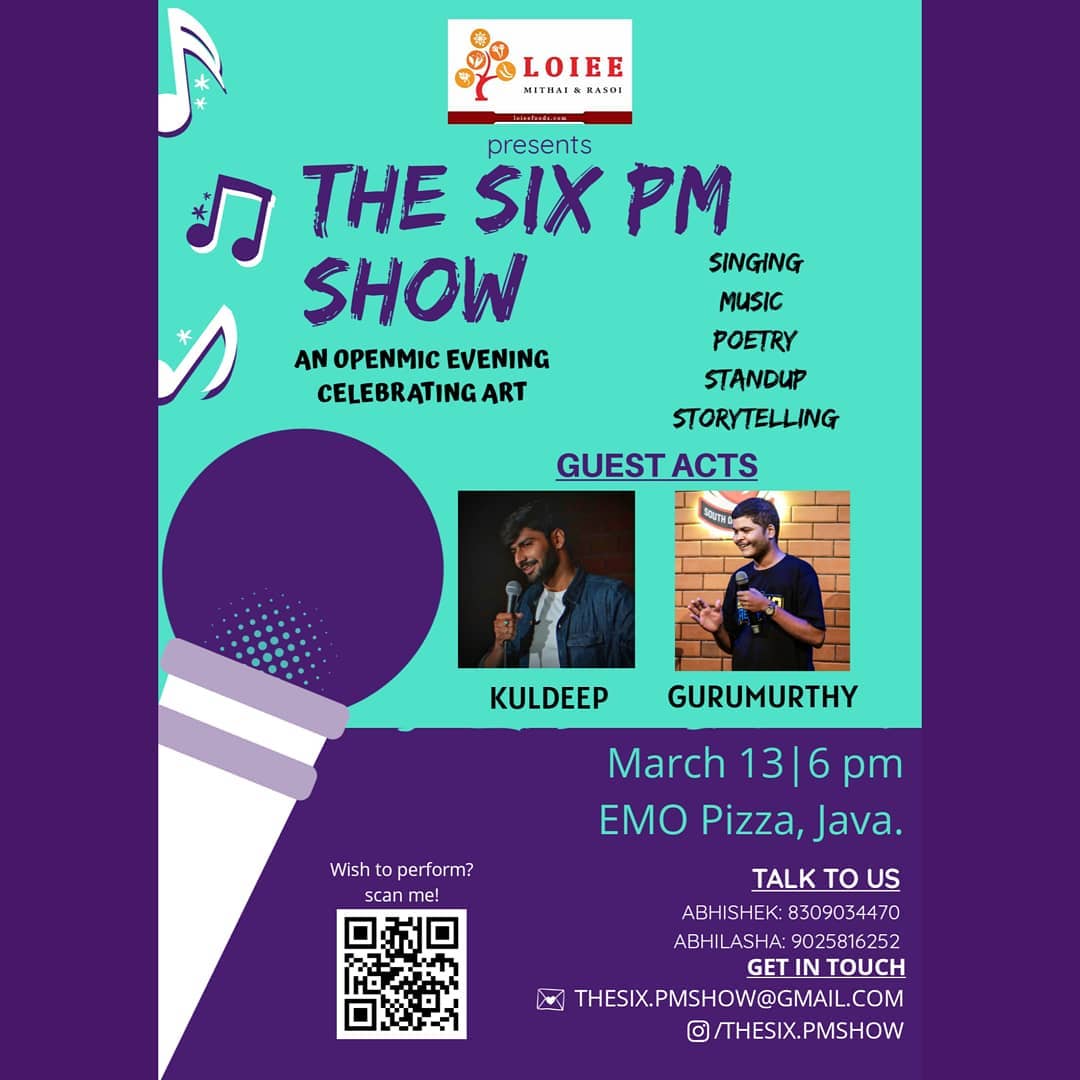 LOIEE
MITHAI & RASOI
loieefoods.com
presents
THE SIX PM
SHOW
AN OPENMIC EVENING
CELEBRATING ART
SINGING
MUSIC
POETRY
STANDUP
STORYTELLING
GUEST ACTS
KULDEEP
GURUMURTHY
March 13|6 pm
EMO Pizza, Java.
Wish to perform?
scan me!
TALK TO US
ABHISHEK: 8309034470
ABHILASHA: 9025816252
GET IN TOUCH
THESIX.PMSHOW@GMAIL.COM
/THESIX.PMSHOW